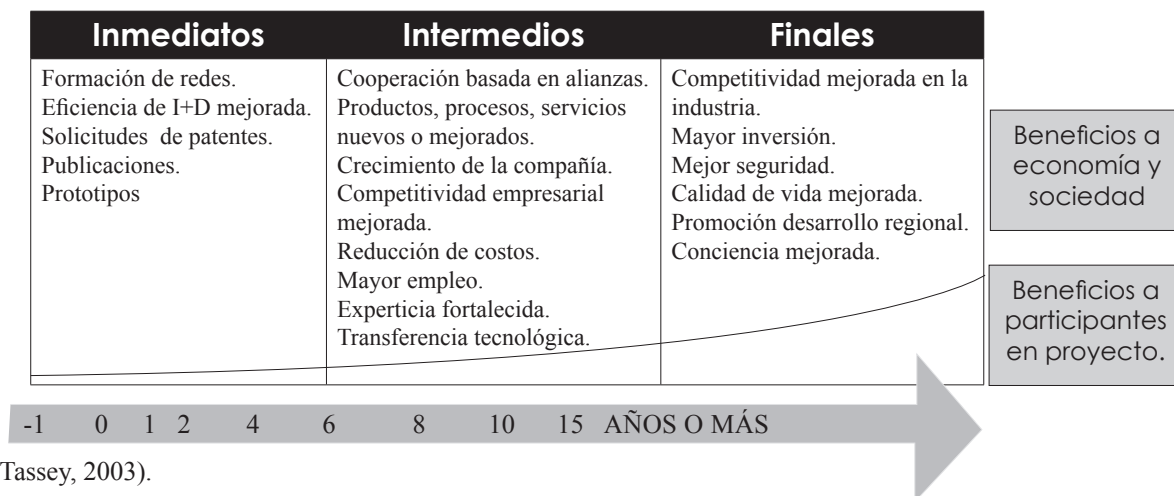 Inmediatos
Formación de redes.
Eficiencia de I+D mejorada.
Solicitudes de patentes.
Publicaciones.
Prototipos
Intermedios
Cooperación basada en alianzas.
Productos, procesos, servicios
nuevos o mejorados.
Crecimiento de la compañía.
Competitividad empresarial
mejorada.
Reducción de costos.
Mayor empleo.
Experticia fortalecida.
Transferencia tecnológica.
Finales
Competitividad mejorada en la
industria.
Mayor inversión.
Mejor seguridad.
Calidad de vida mejorada.
Promoción desarrollo regional.
Conciencia mejorada.
Beneficios a
economía y
sociedad
Beneficios a
participantes
en proyecto.
-1 0 1 2 4 6 8 10 15 AÑOS O MÁS
Tassey, 2003).